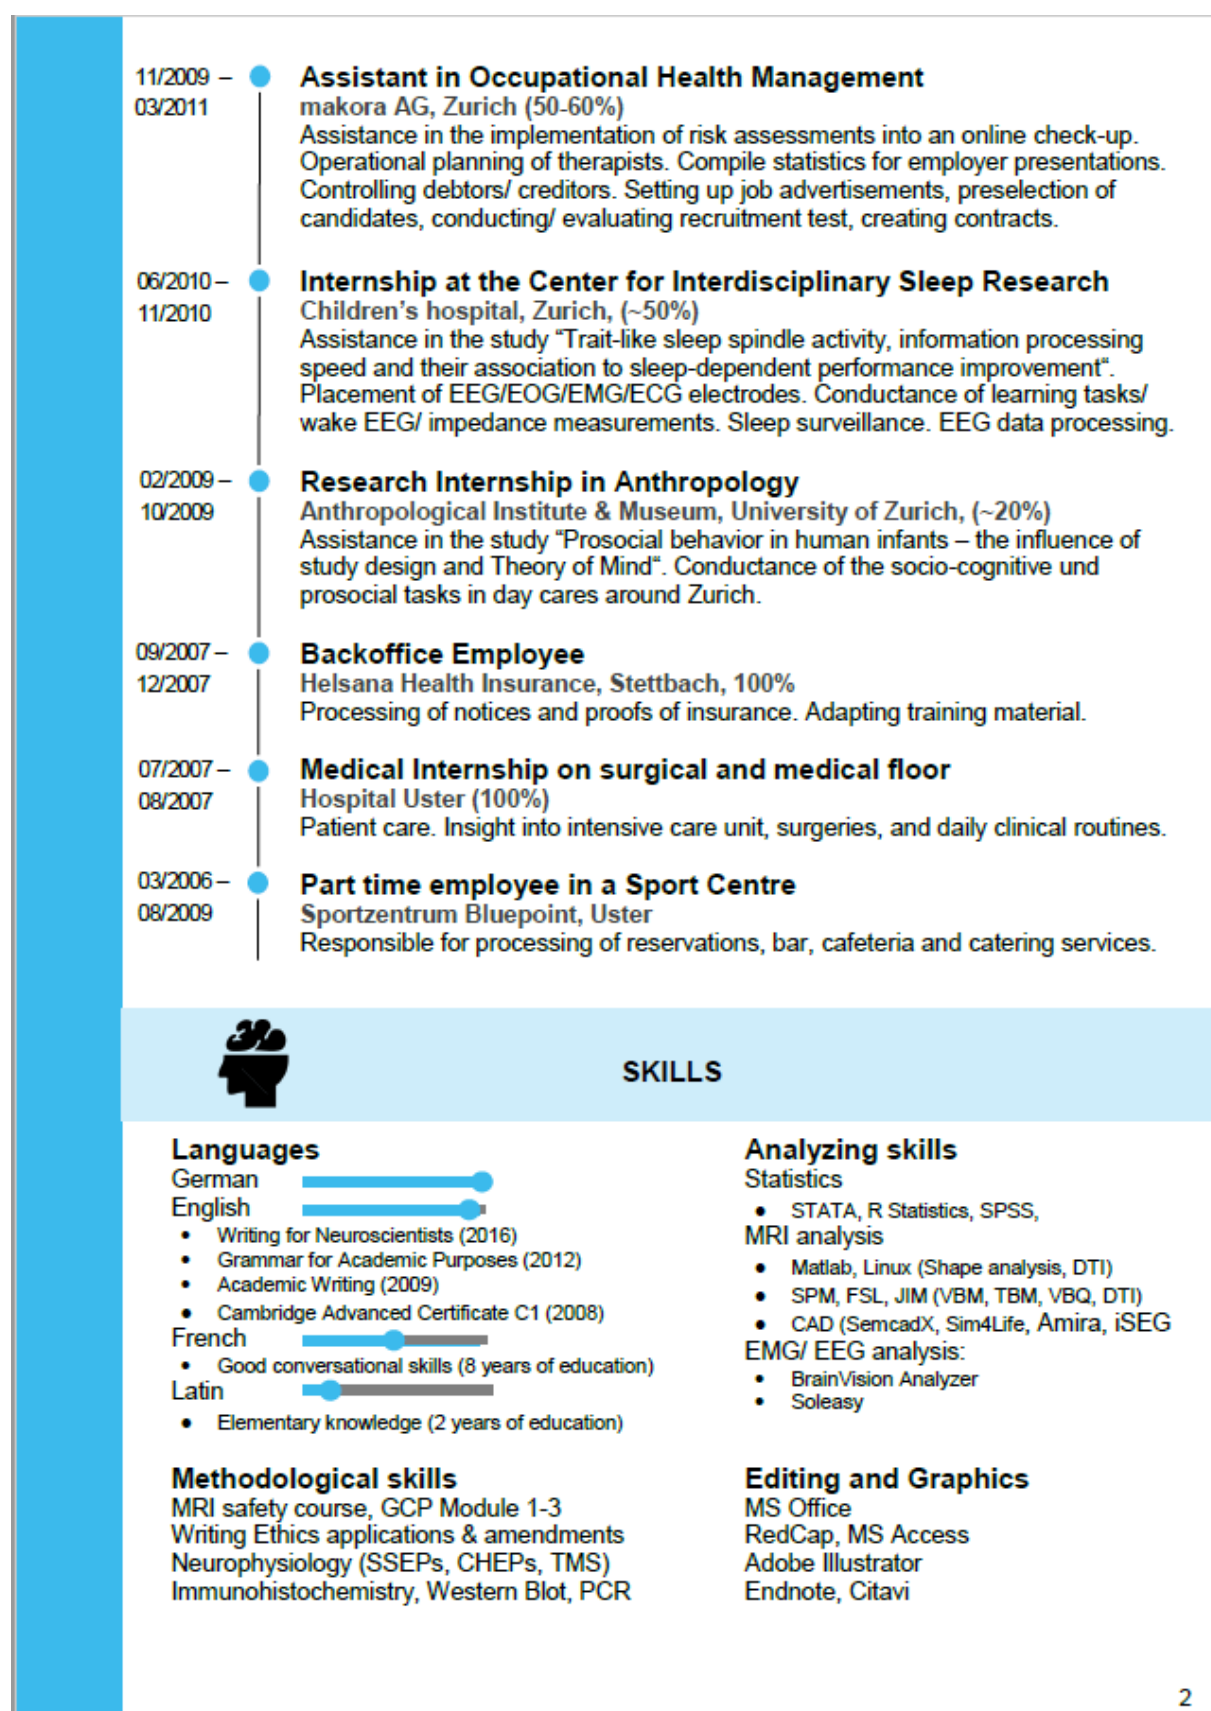 11/2009 –
03/2011
Assistant in Occupational Health Management
makora AG, Zurich (50-60%)
Assistance in the implementation of risk assessments into an online check-up.
Operational planning of therapists. Compile statistics for employer presentations.
Controlling debtors/ creditors. Setting up job advertisements, preselection of
candidates, conducting/ evaluating recruitment test, creating contracts.
06/2010 –
11/2010
Internship at the Center for Interdisciplinary Sleep Research
Children's hospital, Zurich, (~50%)
Assistance in the study “Trait-like sleep spindle activity, information processing
speed and their association to sleep-dependent performance improvement“.
Placement of EEG/EOG/EMG/ECG electrodes. Conductance of learning tasks/
wake EEG/ impedance measurements. Sleep surveillance. EEG data processing.
02/2009 –
10/2009
Research Internship in Anthropology
Anthropological Institute & Museum, University of Zurich, (~20%)
Assistance in the study “Prosocial behavior in human infants – the influence of
study design and Theory of Mind“. Conductance of the socio-cognitive und
prosocial tasks in day cares around Zurich.
09/2007 –
12/2007
Backoffice Employee
Helsana Health Insurance, Stettbach, 100%
Processing of notices and proofs of insurance. Adapting training material.
07/2007 –
08/2007
Medical Internship on surgical and medical floor
Hospital Uster (100%)
Patient care. Insight into intensive care unit, surgeries, and daily clinical routines.
03/2006 –
08/2009
Part time employee in a Sport Centre
Sportzentrum Bluepoint, Uster
Responsible for processing of reservations, bar, cafeteria and catering services.
SKILLS
Languages
German
English
• Writing for Neuroscientists (2016)
• Grammar for Academic Purposes (2012)
• Academic Writing (2009)
• Cambridge Advanced Certificate C1 (2008)
French
• Good conversational skills (8 years of education)
Latin
• Elementary knowledge (2 years of education)
Analyzing skills
Statistics
• STATA, R Statistics, SPSS,
MRI analysis
• Matlab, Linux (Shape analysis, DTI)
• SPM, FSL, JIM (VBM, TBM, VBQ, DTI)
• CAD (SemcadX, Sim4Life, Amira, iSEG
EMG/ EEG analysis:
• BrainVision Analyzer
• Soleasy
Methodological skills
MRI safety course, GCP Module 1-3
Writing Ethics applications & amendments
Neurophysiology (SSEPs, CHEPs, TMS)
Immunohistochemistry, Western Blot, PCR
Editing and Graphics
MS Office
RedCap, MS Access
Adobe Illustrator
Endnote, Citavi
2